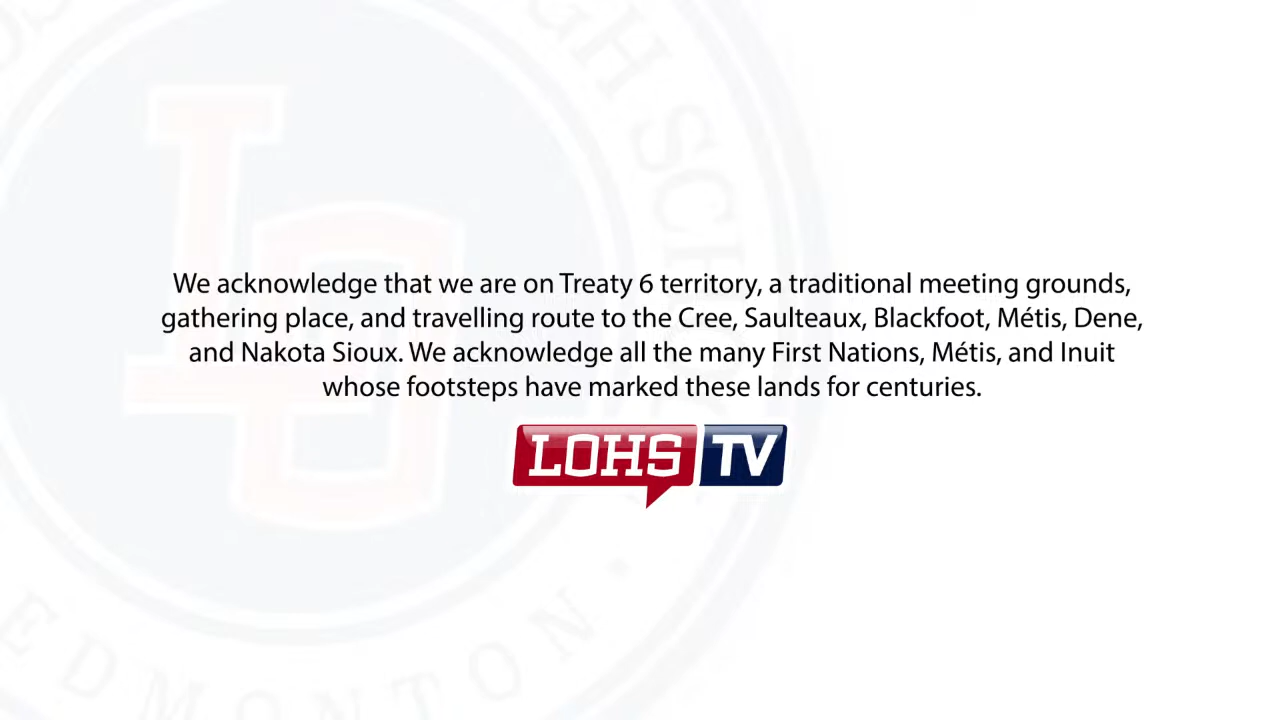 We acknowledge that we are on Treaty 6 territory, a traditional meeting grounds,
gathering place, and travelling route to the Cree, Saulteaux, Blackfoot, Métis, Dene,
and Nakota Sioux. We acknowledge all the many First Nations, Métis, and Inuit
whose footsteps have marked these lands for centuries.
LOHS TV
LO
EDMONTON